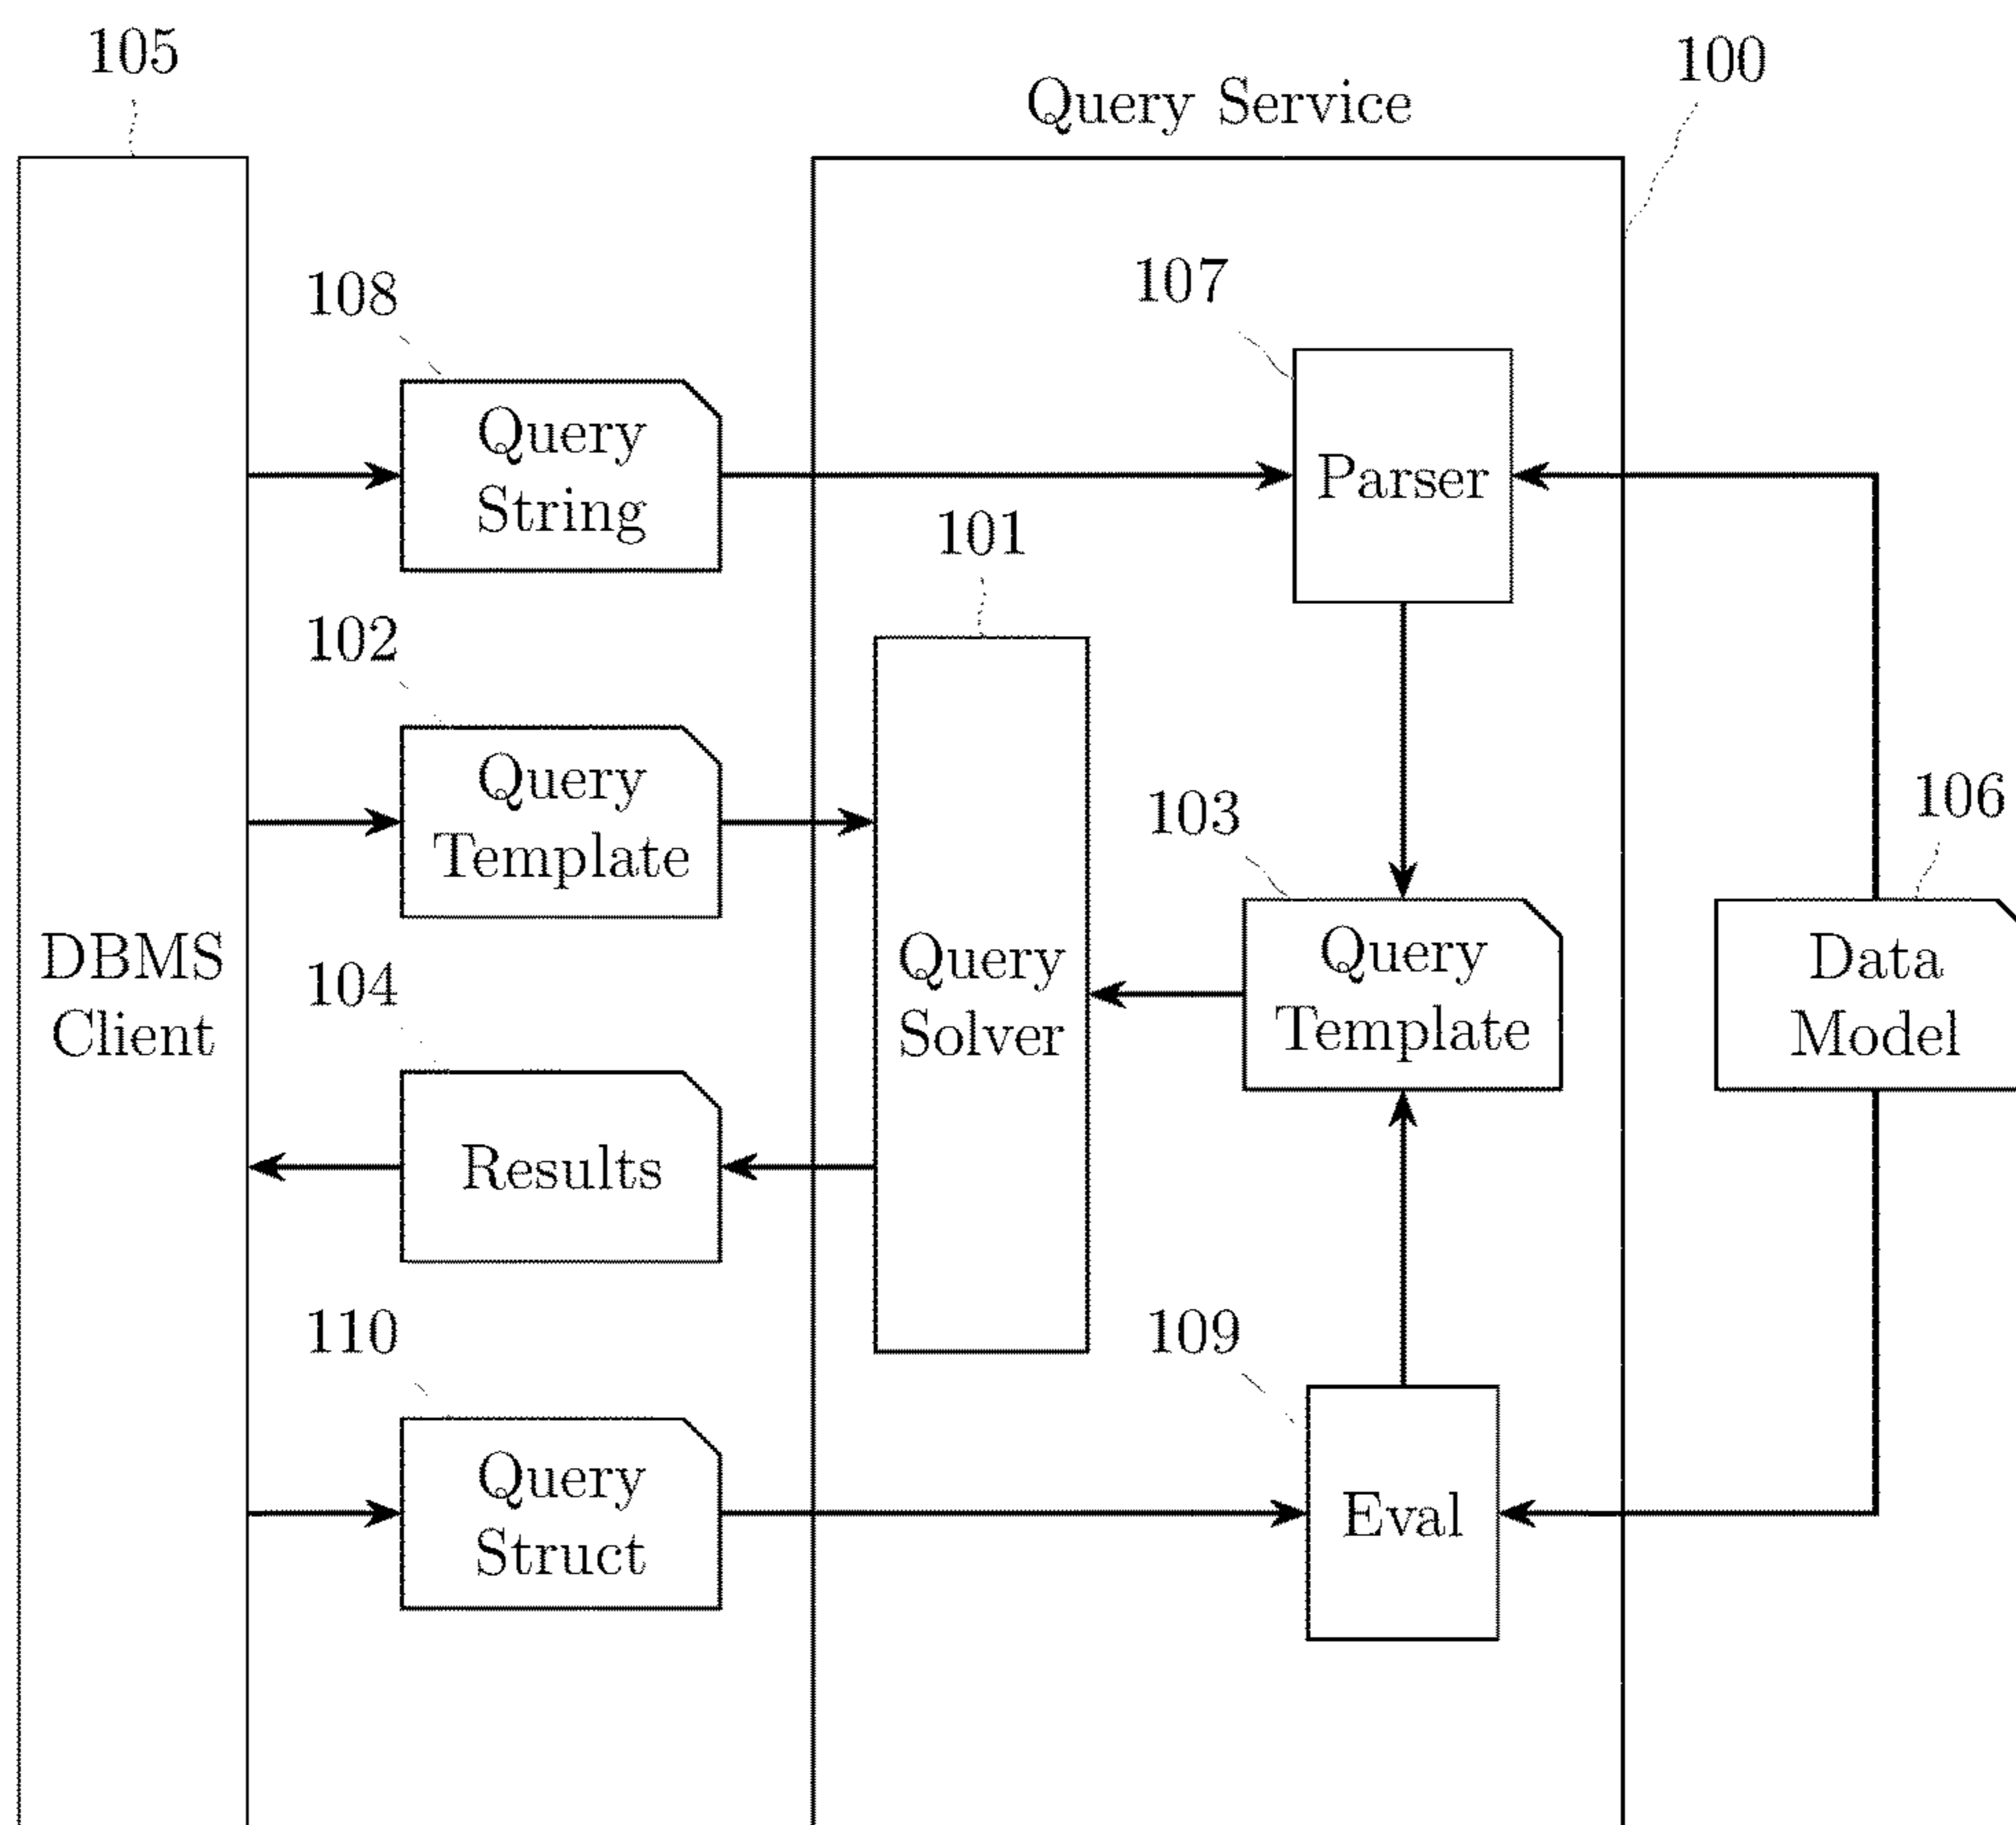 105
100
Query Service
108
107
Query
String
Parser
101
102
Query
Template
103
106
DBMS
Client
104
Query
Solver
Query
Template
Data
Model
Results
110
109
Query
Struct
Eval